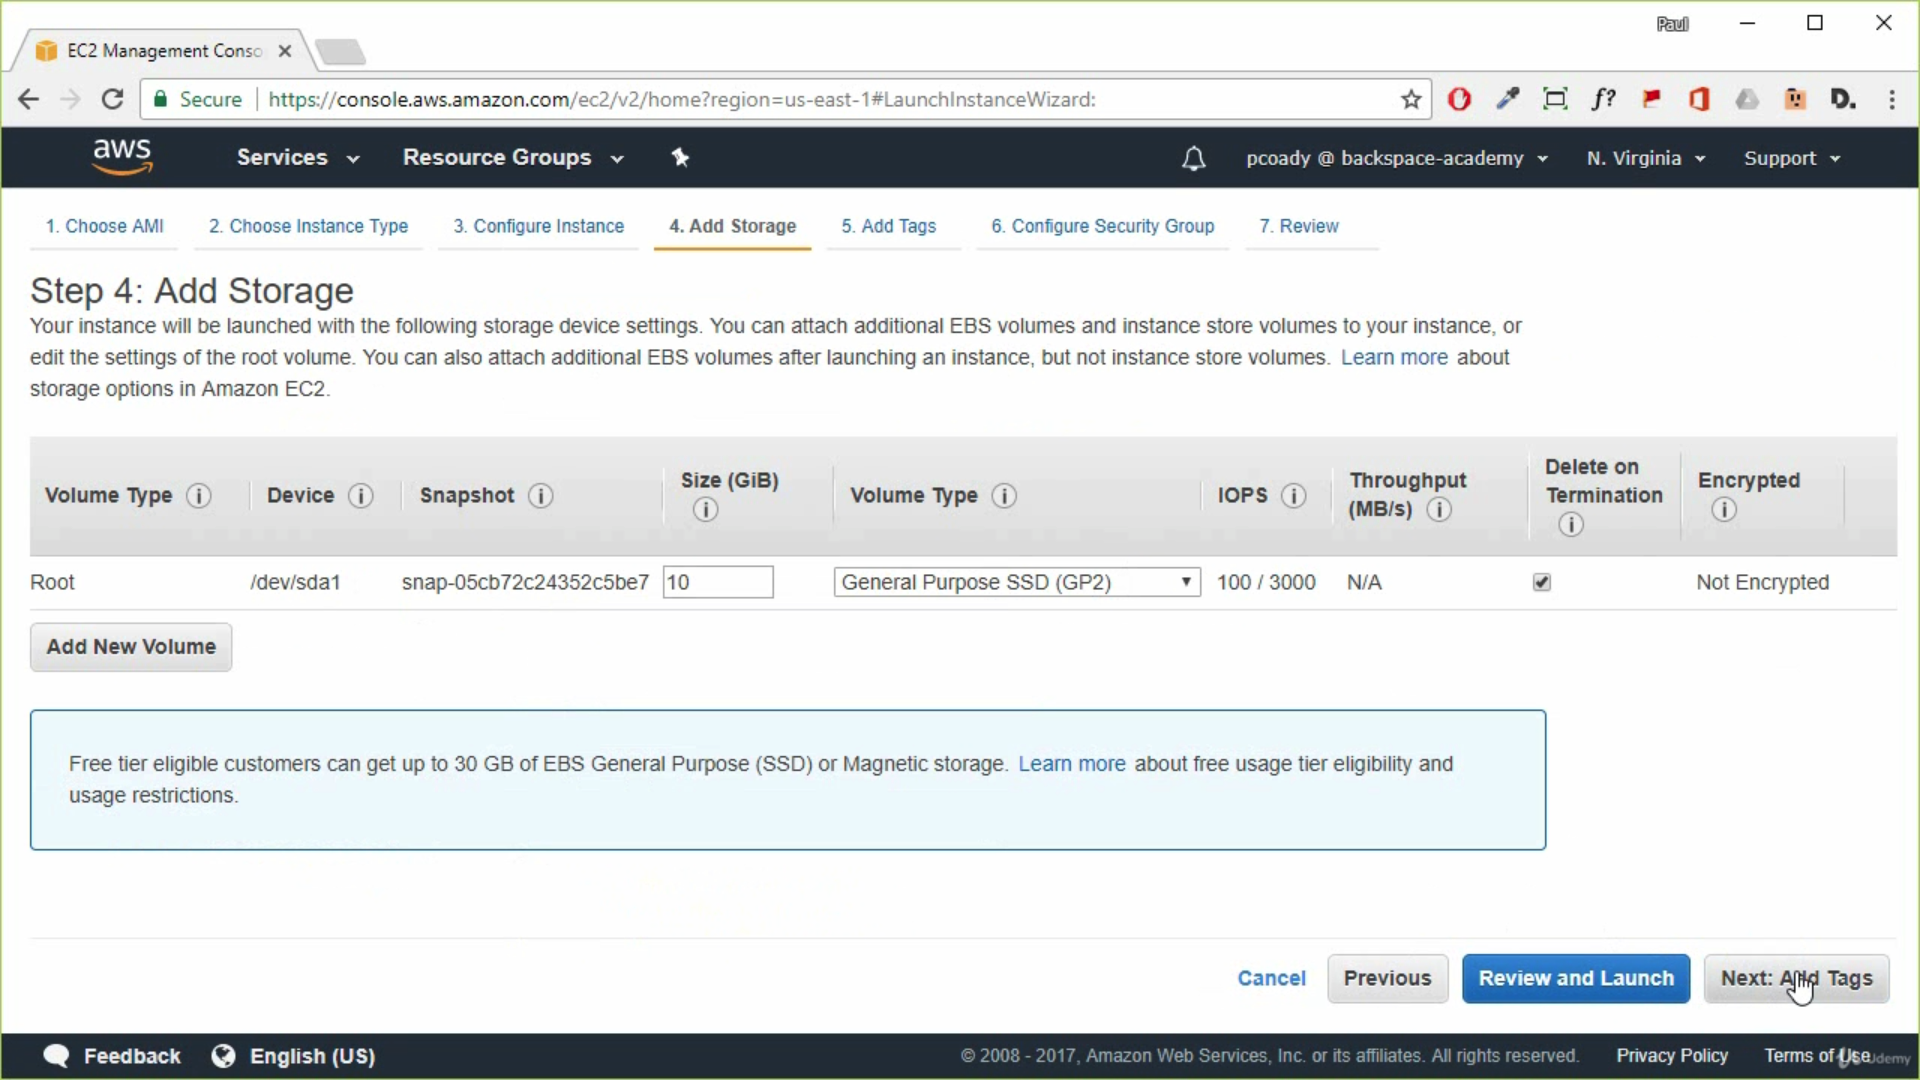 Paul
EC2 Management Conso
Secure https://console.aws.amazon.com/ec2/v2/home?region=us-east-1#LaunchInstanceWizard:
f?
D.
aws Services Resource Groups pcoady @ backspace-academy N. Virginia Support
1. Choose AMI 2. Choose Instance Type 3. Configure Instance 4. Add Storage 5. Add Tags 6. Configure Security Group 7. Review
Step 4: Add Storage
Your instance will be launched with the following storage device settings. You can attach additional EBS volumes and instance store volumes to your instance, or
edit the settings of the root volume. You can also attach additional EBS volumes after launching an instance, but not instance store volumes. Learn more about
storage options in Amazon EC2.
Volume Type Device Snapshot Size (GiB) Volume Type IOPS Throughput (MB/s) Delete on Termination Encrypted
Root /dev/sda1 snap-05cb72c24352c5be7 10 General Purpose SSD (GP2) 100 / 3000 N/A Not Encrypted
Add New Volume
Free tier eligible customers can get up to 30 GB of EBS General Purpose (SSD) or Magnetic storage. Learn more about free usage tier eligibility and
usage restrictions.
Cancel Previous Review and Launch Next: Add Tags
Feedback English (US) © 2008 - 2017, Amazon Web Services, Inc. or its affiliates. All rights reserved. Privacy Policy Terms of Use
Udemy